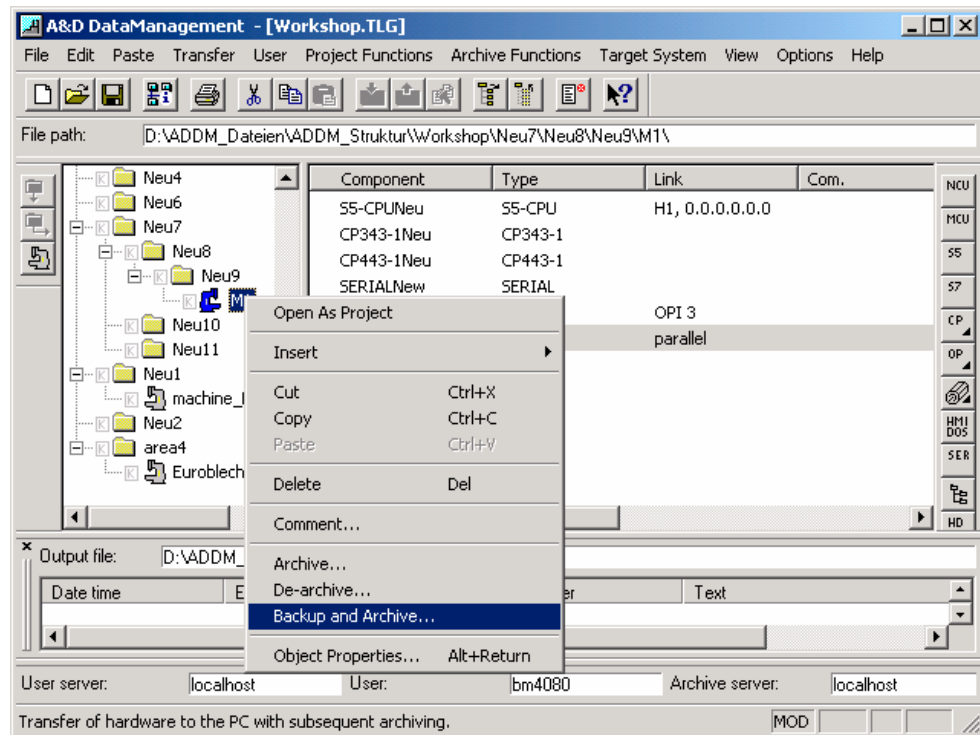 A&D DataManagement - [Workshop.TLG]
File Edit Paste Transfer User Project Functions Archive Functions Target System View Options Help
File path: D:\ADDM_Dateien\ADDM_Struktur\Workshop\Neu7\Neu8\Neu9\M1\
Neu4
Neu6
Neu7
Neu8
Neu9
M1
Neu10
Neu11
Neu1
machine_
Neu2
area4
Euroblech
Component Type Link Com.
S5-CPUNeu S5-CPU H1, 0.0.0.0.0.0
CP343-1Neu CP343-1
CP443-1Neu CP443-1
SERIALNew SERIAL
OPI 3
parallel
NCU
MCU
S5
S7
CP
OP
HMI
DOS
SER
HD
Open As Project
Insert
Cut Ctrl+X
Copy Ctrl+C
Paste Ctrl+V
Delete Del
Comment...
Archive...
De-archive...
Backup and Archive...
Object Properties... Alt+Return
Output file: D:\ADDM_
Date time E er Text
User server: localhost User: bm4080 Archive server: localhost
Transfer of hardware to the PC with subsequent archiving. MOD